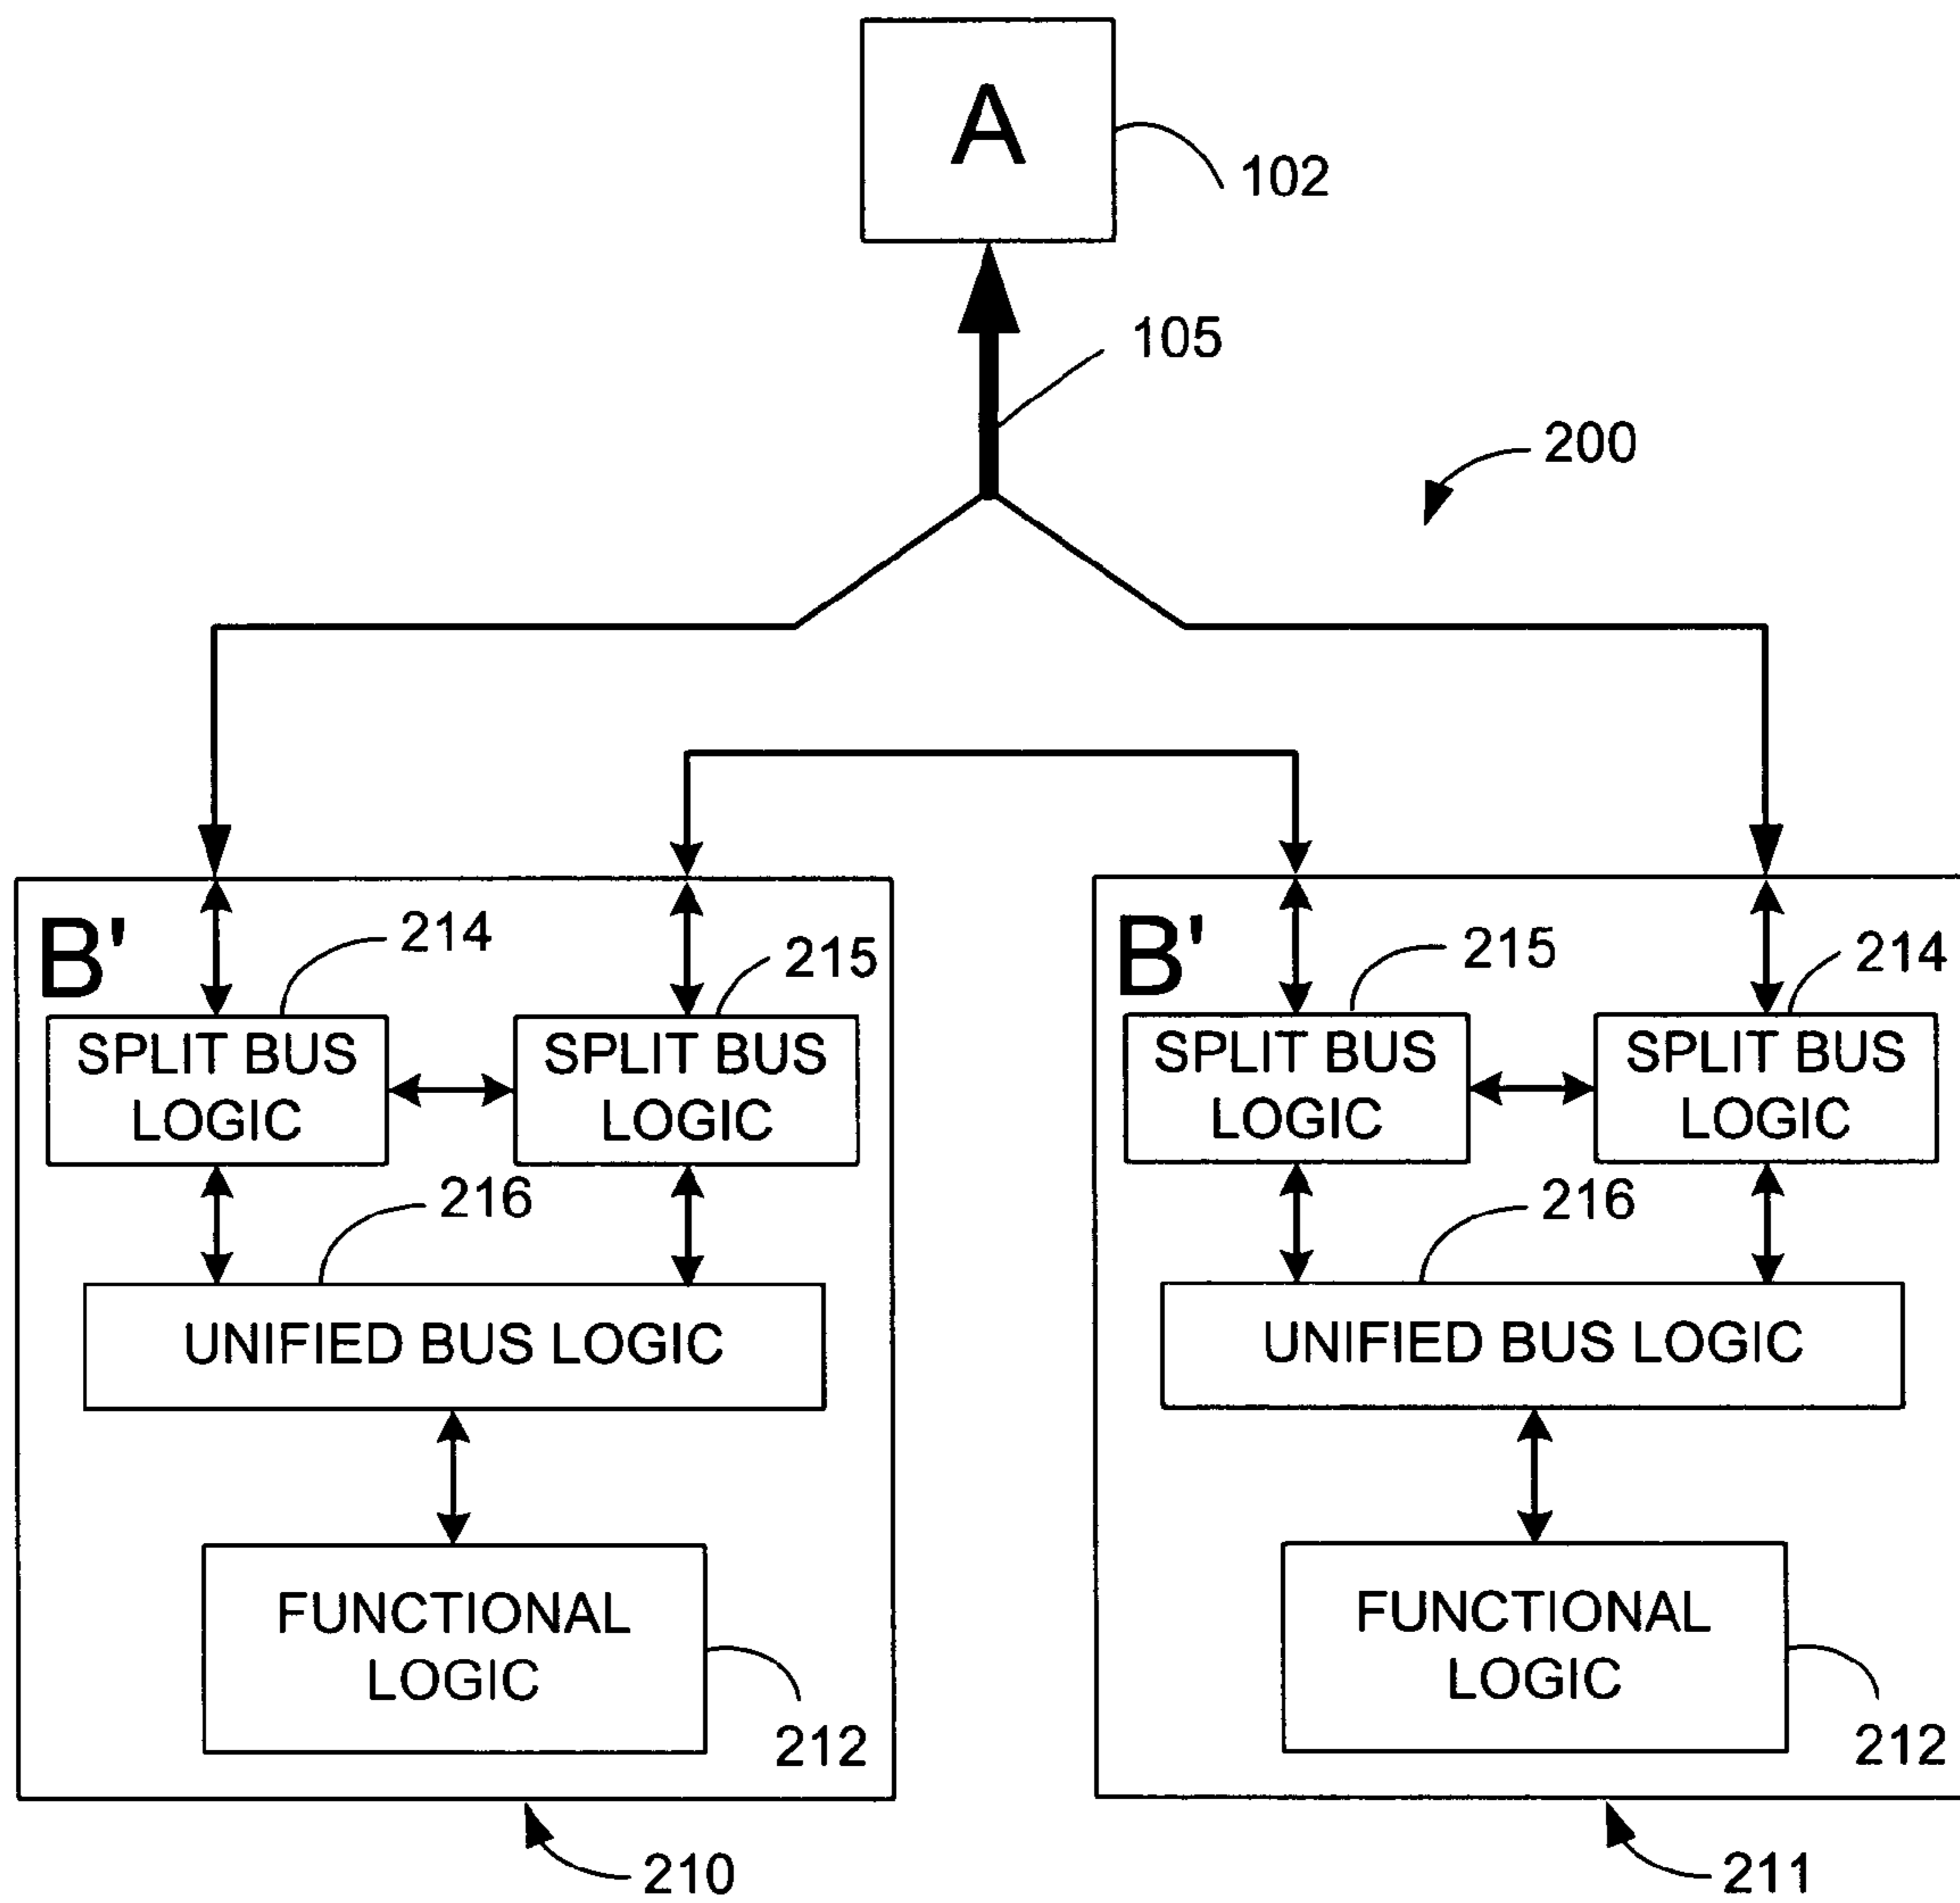 A
102
105
200
B'
214
215
SPLIT BUS
LOGIC
SPLIT BUS
LOGIC
216
UNIFIED BUS LOGIC
FUNCTIONAL
LOGIC
212
210
B'
215
214
SPLIT BUS
LOGIC
SPLIT BUS
LOGIC
216
UNIFIED BUS LOGIC
FUNCTIONAL
LOGIC
212
211